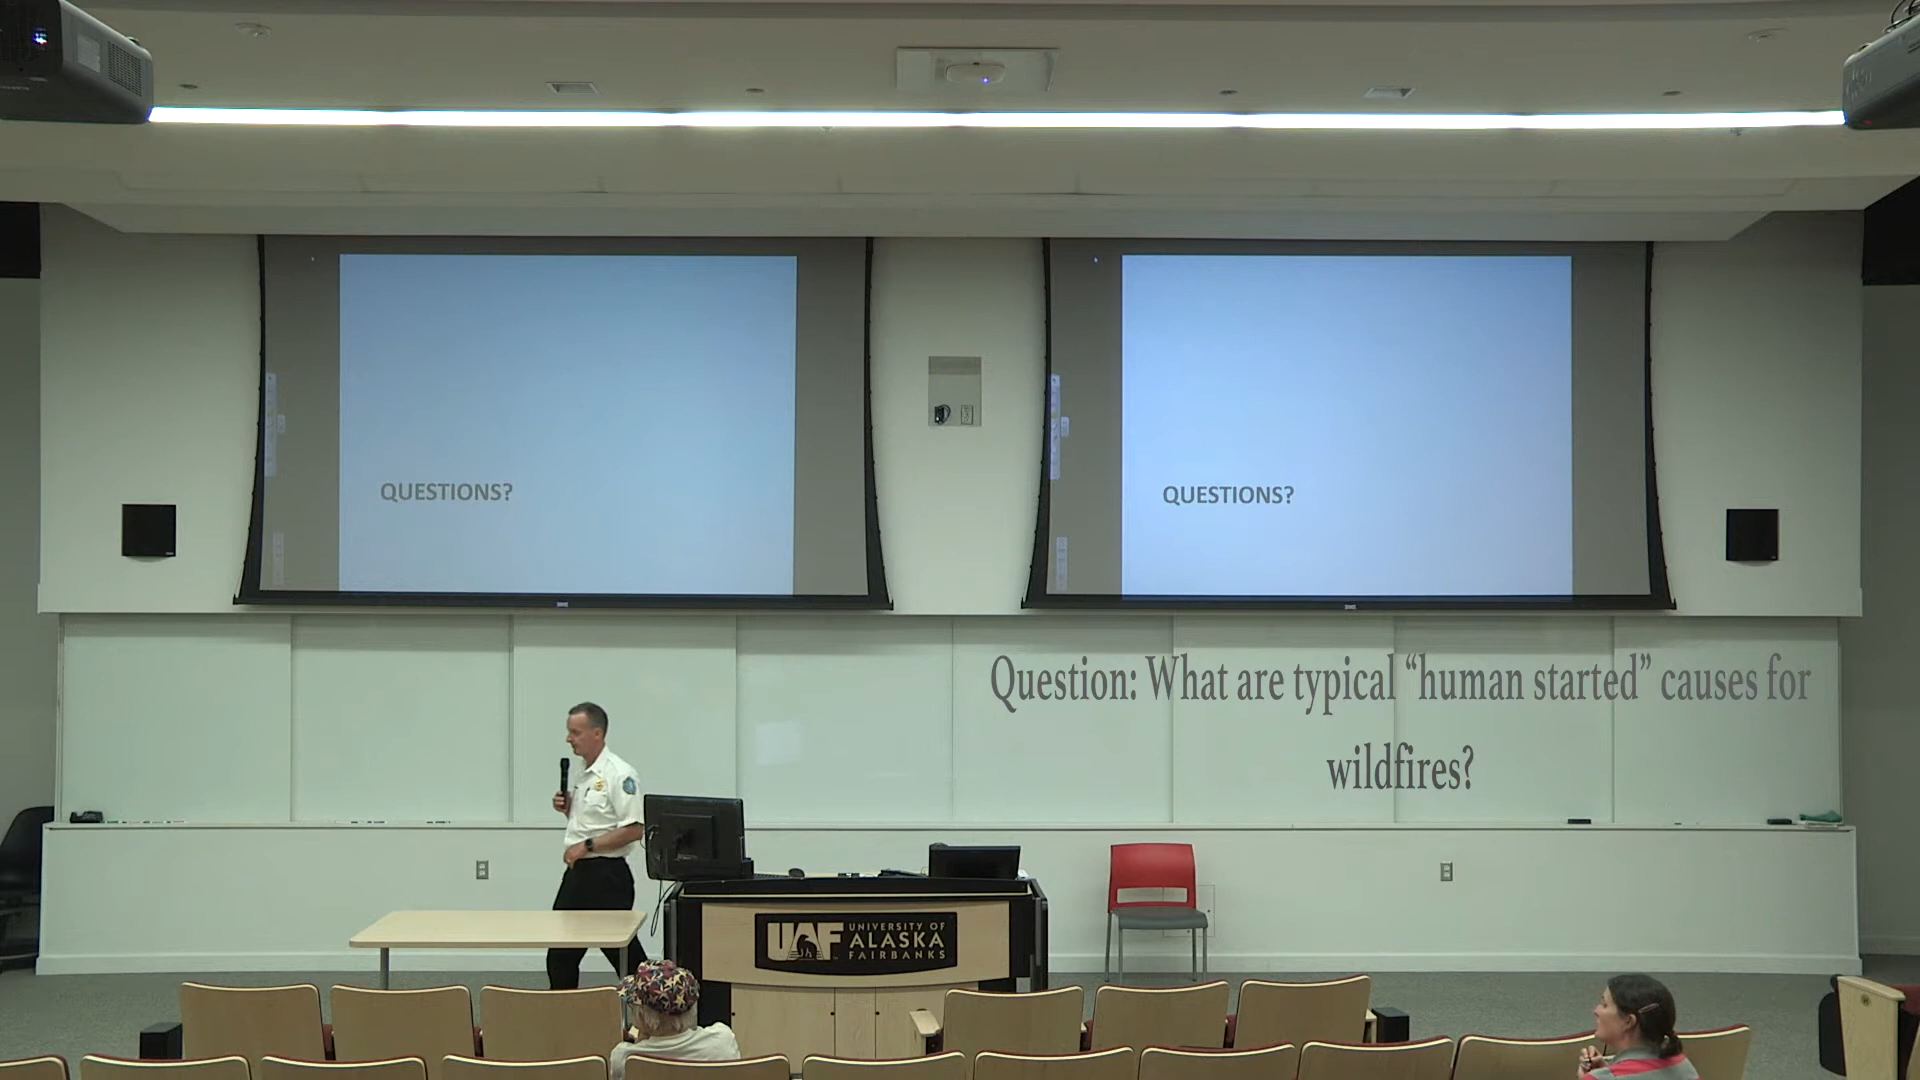 QUESTIONS?
QUESTIONS?
Question: What are typical “human started” causes for
wildfires?
UAF UNIVERSITY OF
ALASKA
FAIRBANKS